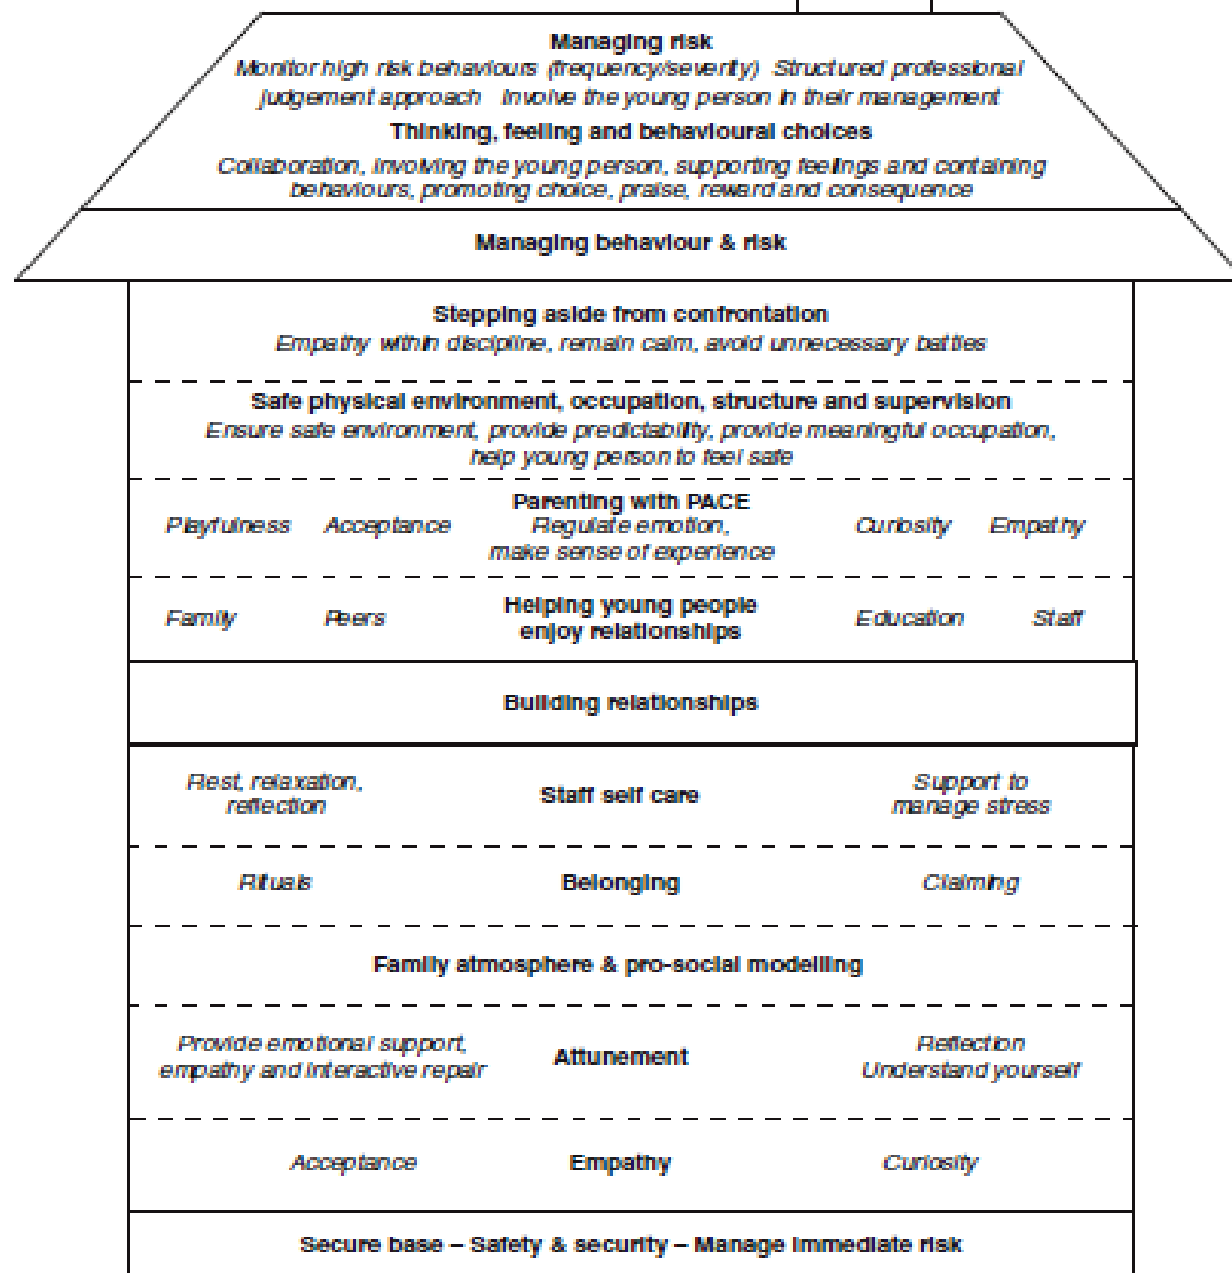 Managing risk
Monitor high risk behaviours (frequency/severity) Structured professional
judgement approach Involve the young person in their management
Thinking, feeling and behavioural choices
Collaboration, involving the young person, supporting feelings and containing
behaviours, promoting choice, praise, reward and consequence
Managing behaviour & risk
Stepping aside from confrontation
Empathy within discipline, remain calm, avoid unnecessary battles
Safe physical environment, occupation, structure and supervision
Ensure safe environment, provide predictability, provide meaningful occupation,
help young person to feel safe
Parenting with PACE
Playfulness Acceptance Regulate emotion, Curiosity Empathy
make sense of experience
Helping young people
Family Peers Education Staff
enjoy relationships
Building relationships
Rest, relaxation, Support to
Staff self care
reflection manage stress
Rituals Belonging Claiming
Family atmosphere & pro-social modelling
Provide emotional support, Reflection
Attunement
empathy and interactive repair Understand yourself
Acceptance Empathy Curiosity
Secure base – Safety & security – Manage immediate risk